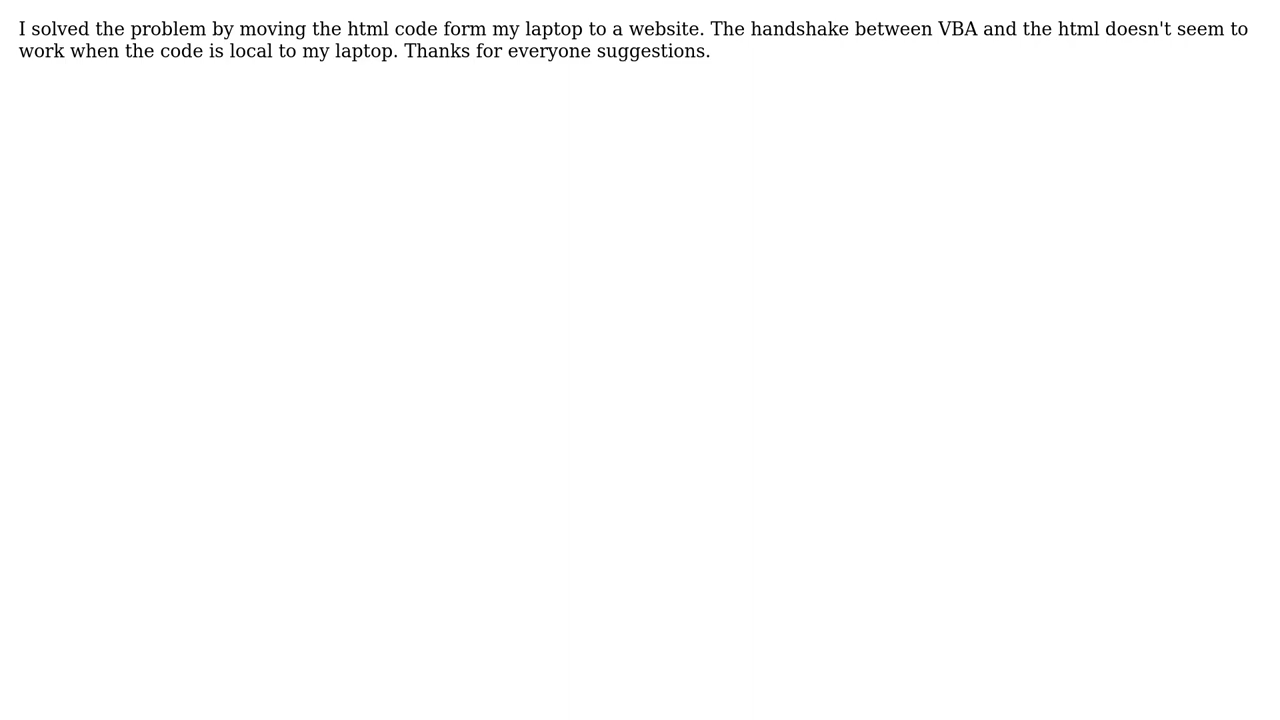 I solved the problem by moving the html code form my laptop to a website. The handshake between VBA and the html doesn't seem to
work when the code is local to my laptop. Thanks for everyone suggestions.